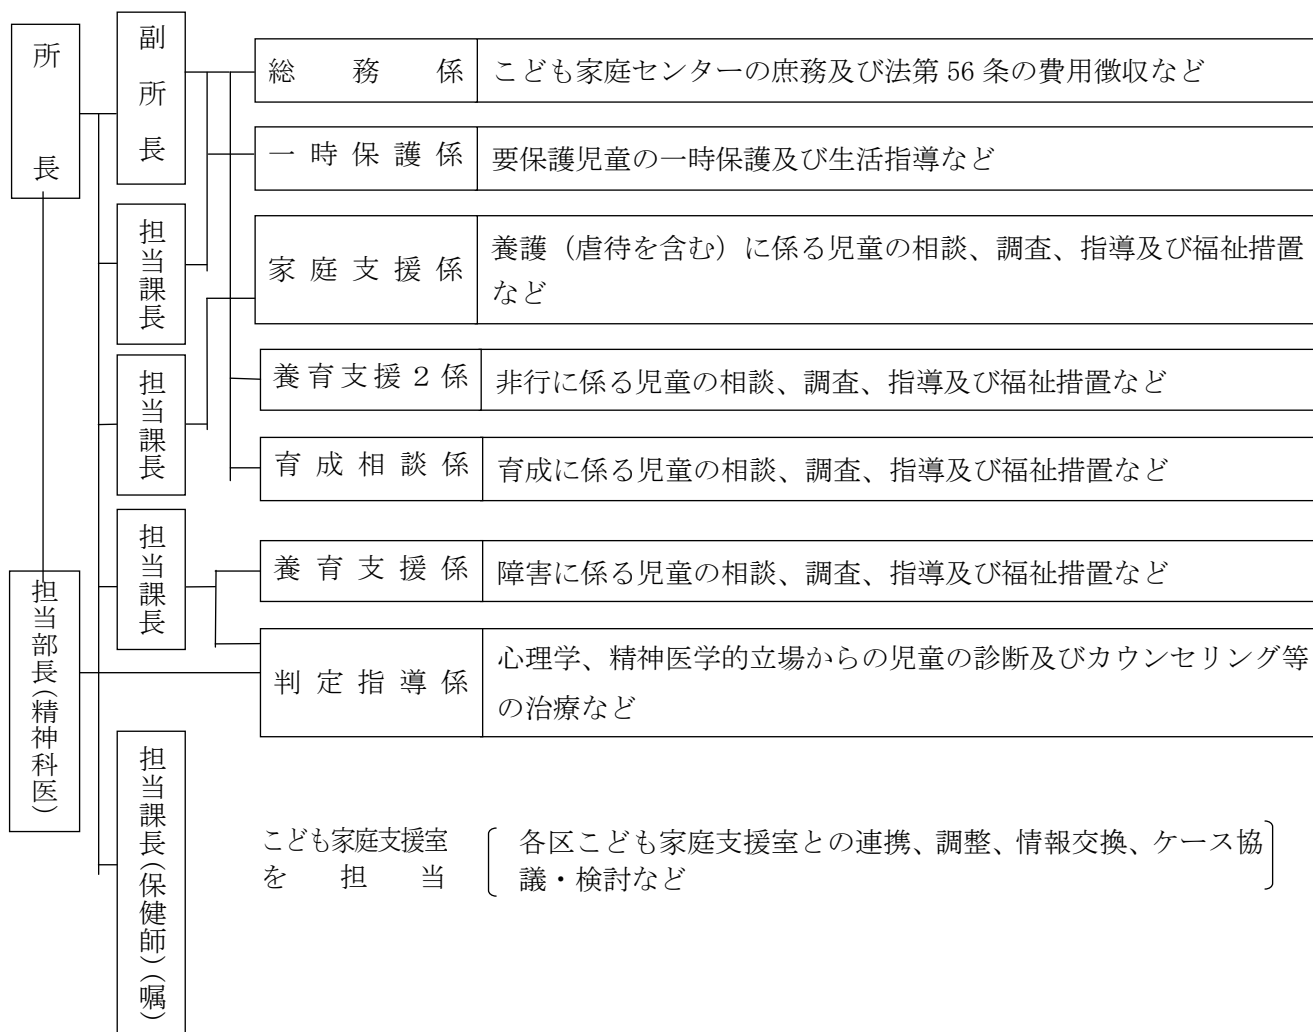 所長
副所長
総務係 こども家庭センターの庶務及び法第 56 条の費用徴収など
一時保護係 要保護児童の一時保護及び生活指導など
担当課長
家庭支援係 養護（虐待を含む）に係る児童の相談、調査、指導及び福祉措置
など
担当課長
養育支援２係 非行に係る児童の相談、調査、指導及び福祉措置など
育成相談係 育成に係る児童の相談、調査、指導及び福祉措置など
担当課長
養育支援係 障害に係る児童の相談、調査、指導及び福祉措置など
担当部長（精神科医）
判定指導係 心理学、精神医学的立場からの児童の診断及びカウンセリング等
の治療など
担当課長（保健師）（嘱）
こども家庭支援室
を担当
各区こども家庭支援室との連携、調整、情報交換、ケース協
議・検討など